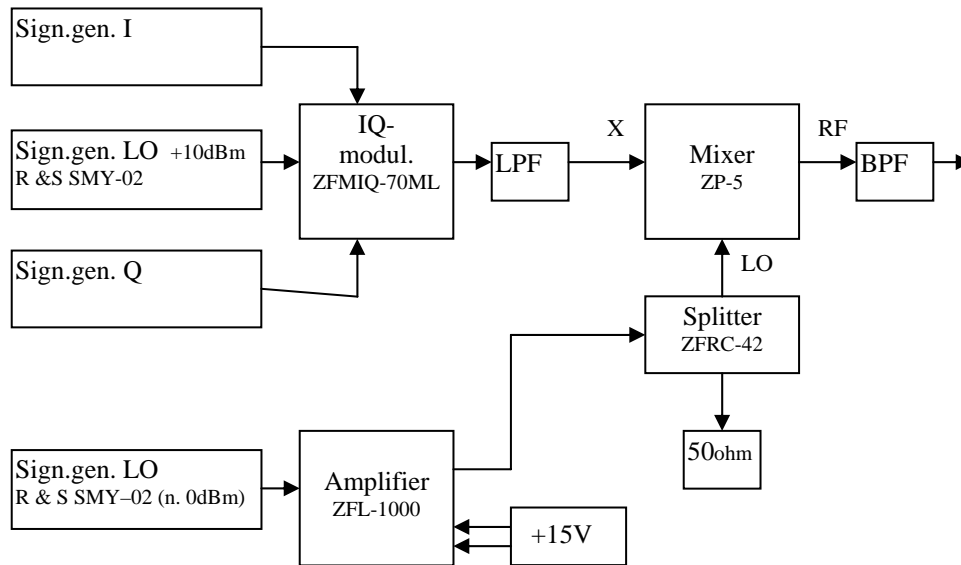 Sign.gen. I
Sign.gen. LO +10dBm
R &S SMY-02
Sign.gen. Q
IQ-
modul.
ZFMIQ-70ML
LPF
X
Mixer
ZP-5
RF
BPF
LO
Splitter
ZFRC-42
50ohm
Sign.gen. LO
R & S SMY–02 (n. 0dBm)
Amplifier
ZFL-1000
+15V